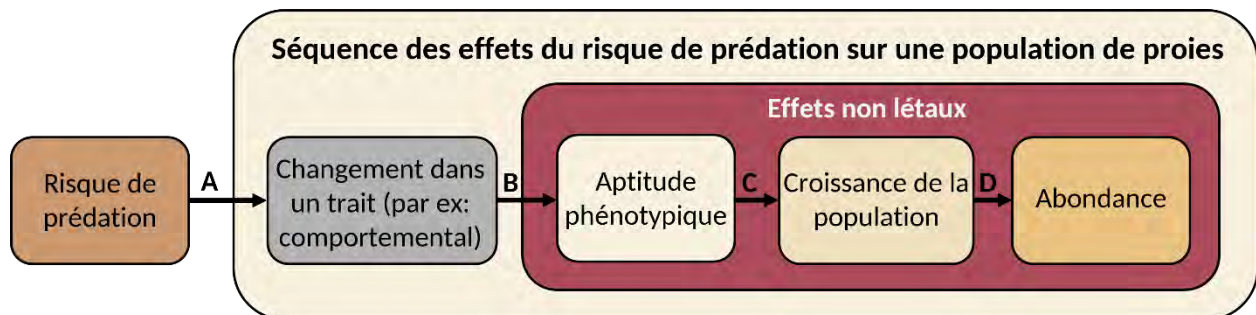 Séquence des effets du risque de prédation sur une population de proies
Effets non létaux
Risque de
prédation
A
Changement dans
un trait (par ex:
comportemental)
B
Aptitude
phénotypique
C
Croissance de la
population
D
Abondance